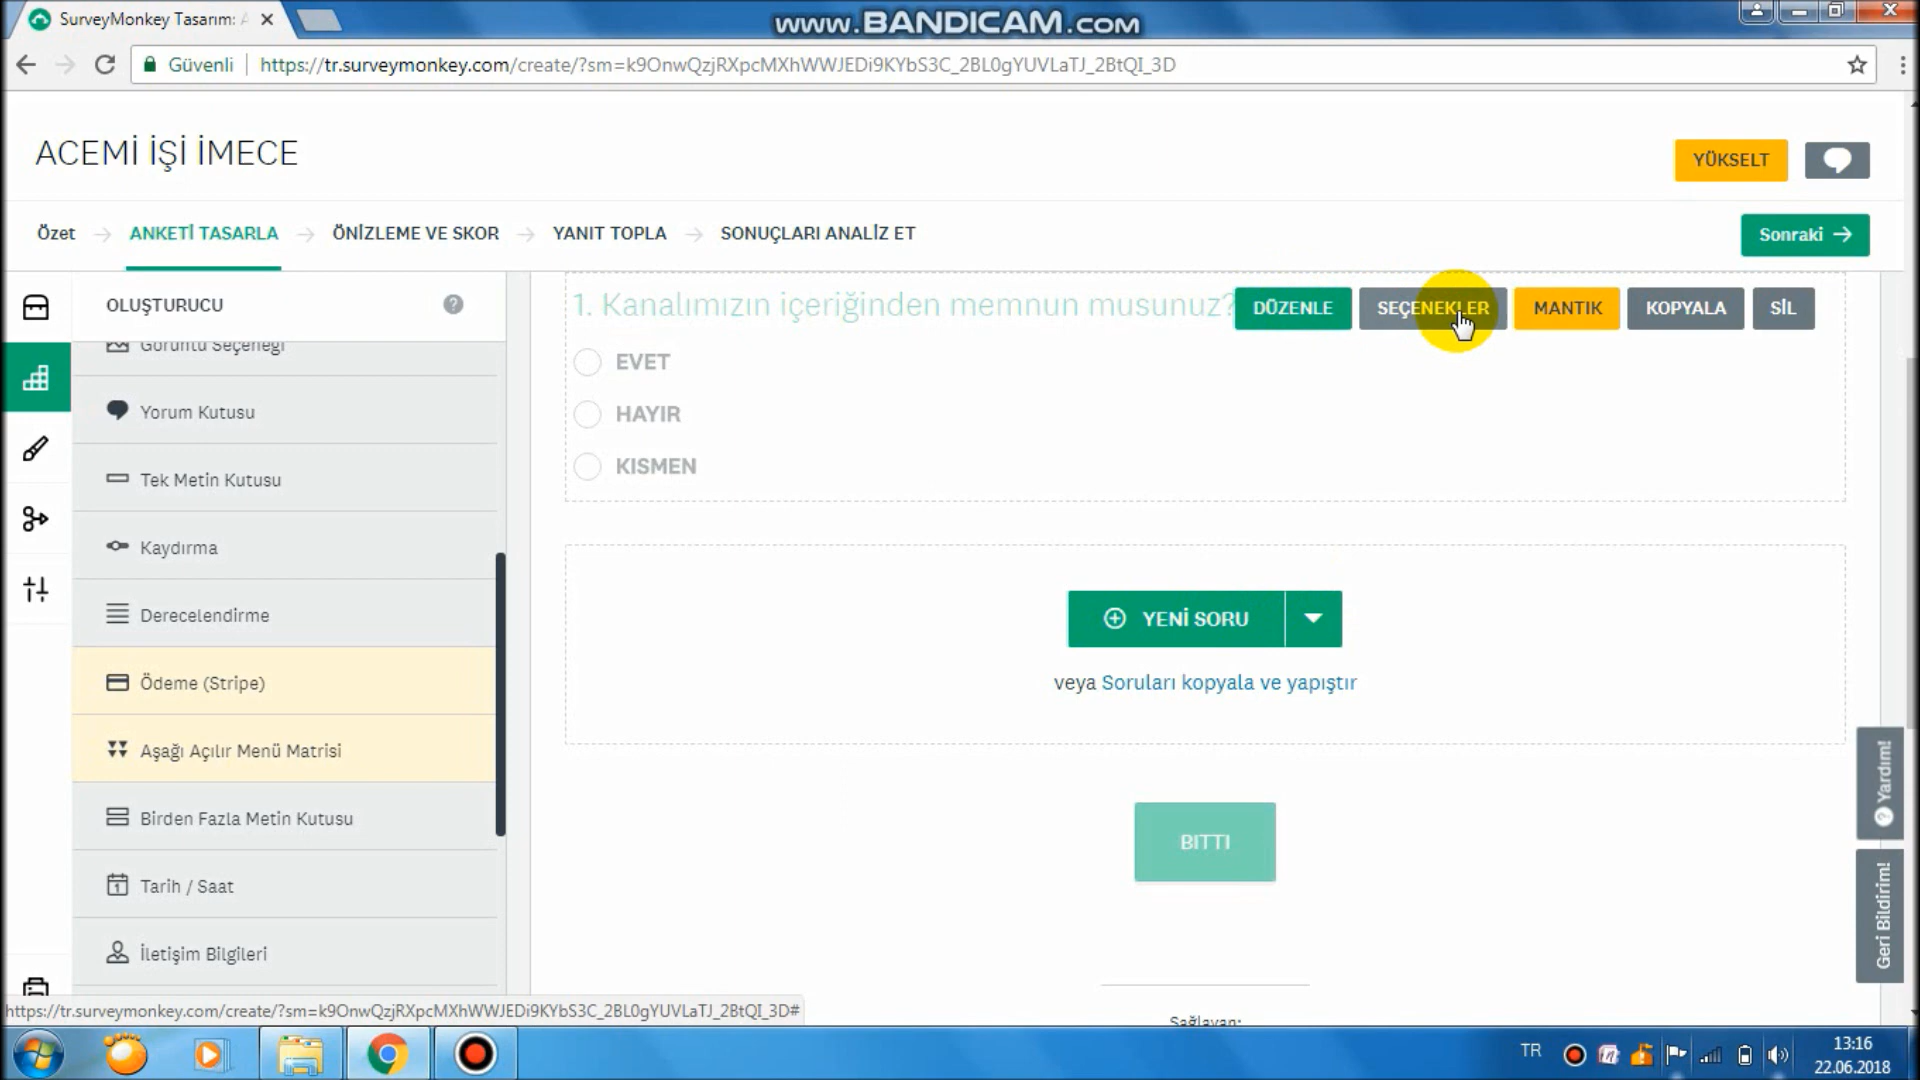 SurveyMonkey Tasarım: A
www.BANDICAM.com
Güvenli
https://tr.surveymonkey.com/create/?sm=k9OnwQzjRXpcMXhWWJEDi9KYbS3C_2BL0gYUVLaTJ_2BtQI_3D
ACEMİ İŞİ İMECE
YÜKSELT
Özet
ANKETİ TASARLA
ÖNİZLEME VE SKOR
YANIT TOPLA
SONUÇLARI ANALİZ ET
Sonraki
OLUŞTURUCU
Görüntü Seçeneği
Yorum Kutusu
Tek Metin Kutusu
Kaydırma
Derecelendirme
Ödeme (Stripe)
Aşağı Açılır Menü Matrisi
Birden Fazla Metin Kutusu
Tarih / Saat
İletişim Bilgileri
1. Kanalımızın içeriğinden memnun musunuz?
DÜZENLE
SEÇENEKLER
MANTIK
KOPYALA
SİL
EVET
HAYIR
KISMEN
YENİ SORU
veya Soruları kopyala ve yapıştır
BITTI
Sağlayan:
Yardım!
Geri Bildirim!
https://tr.surveymonkey.com/create/?sm=k9OnwQzjRXpcMXhWWJEDi9KYbS3C_2BL0gYUVLaTJ_2BtQI_3D#
TR
13:16
22.06.2018